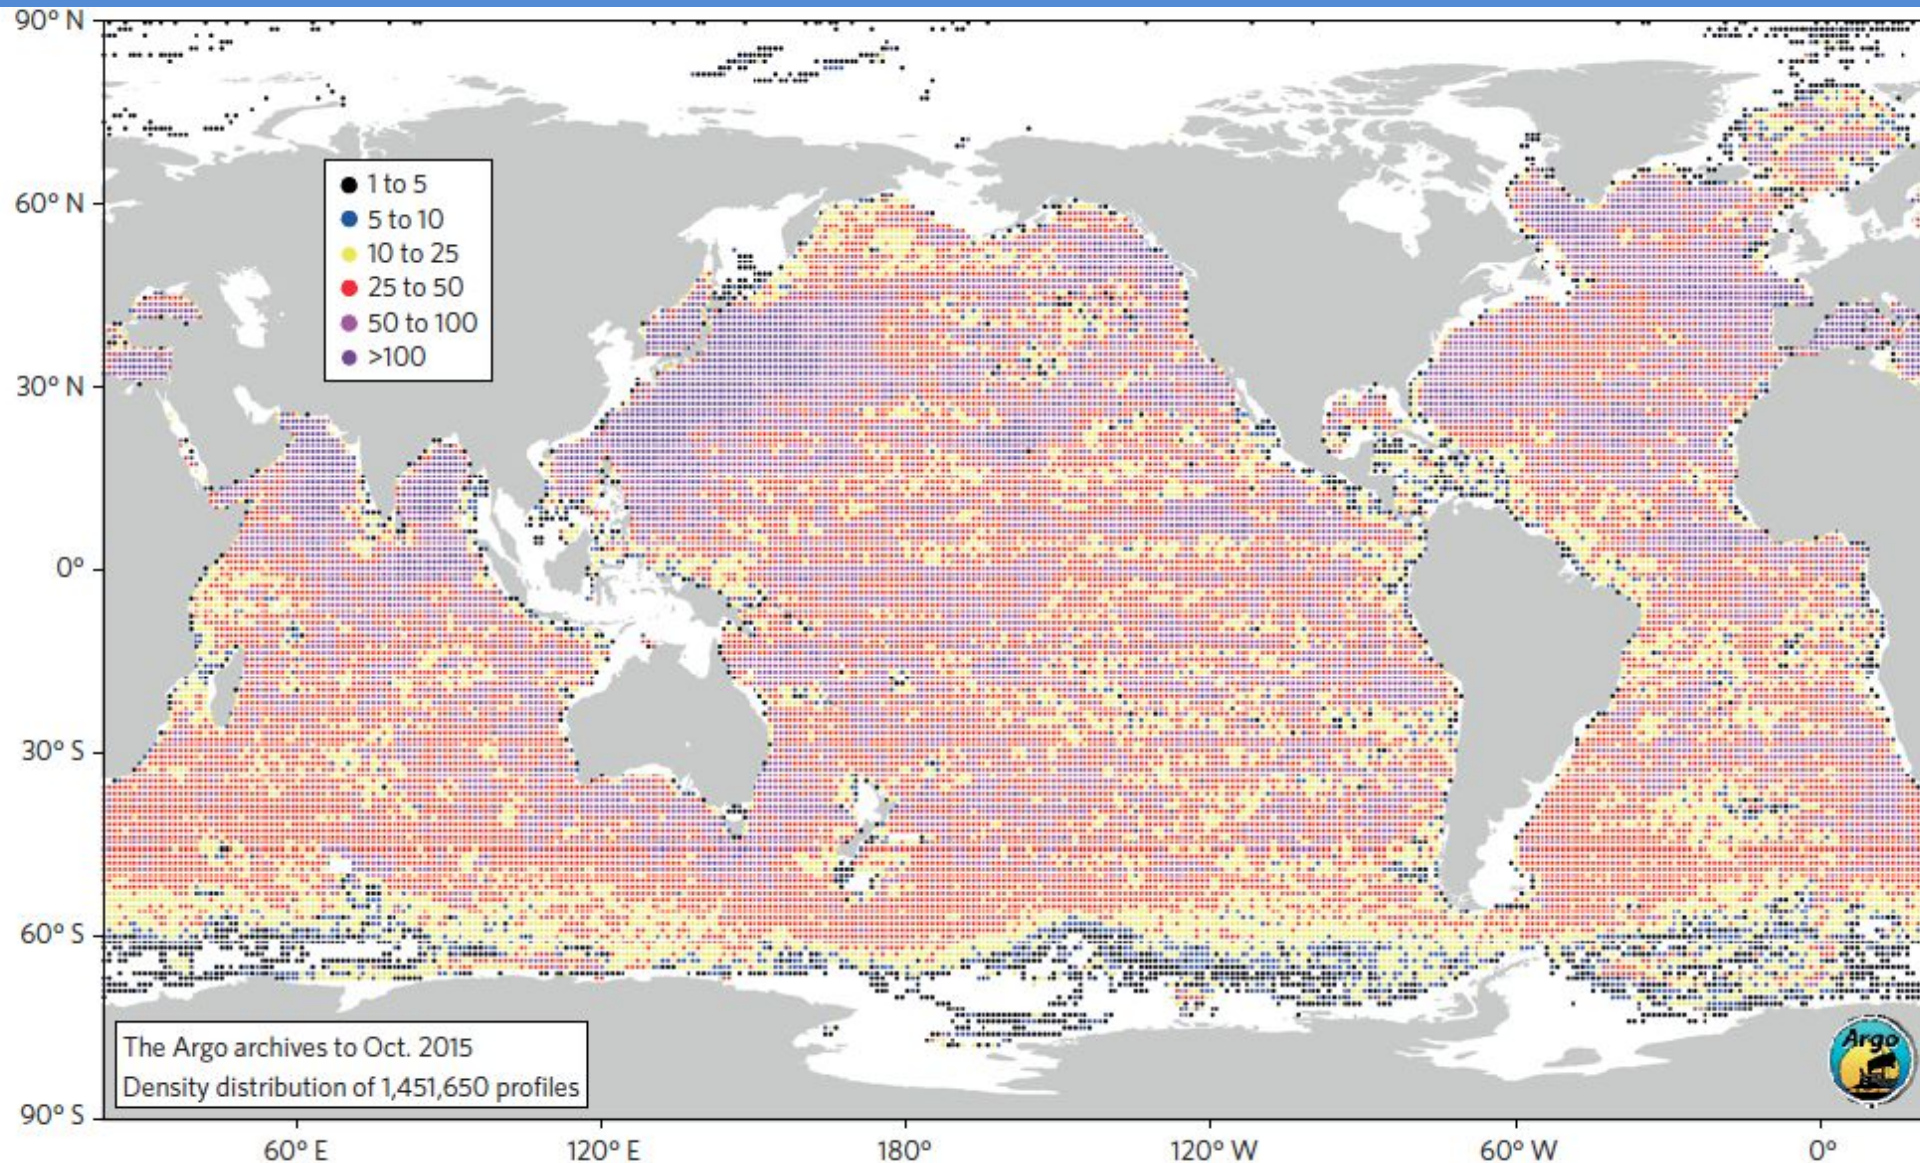 90° N
60° N
30° N
0°
30° S
60° S
90° S
1 to 5
5 to 10
10 to 25
25 to 50
50 to 100
>100
The Argo archives to Oct. 2015
Density distribution of 1,451,650 profiles
Argo
60° E
120° E
180°
120° W
60° W
0°